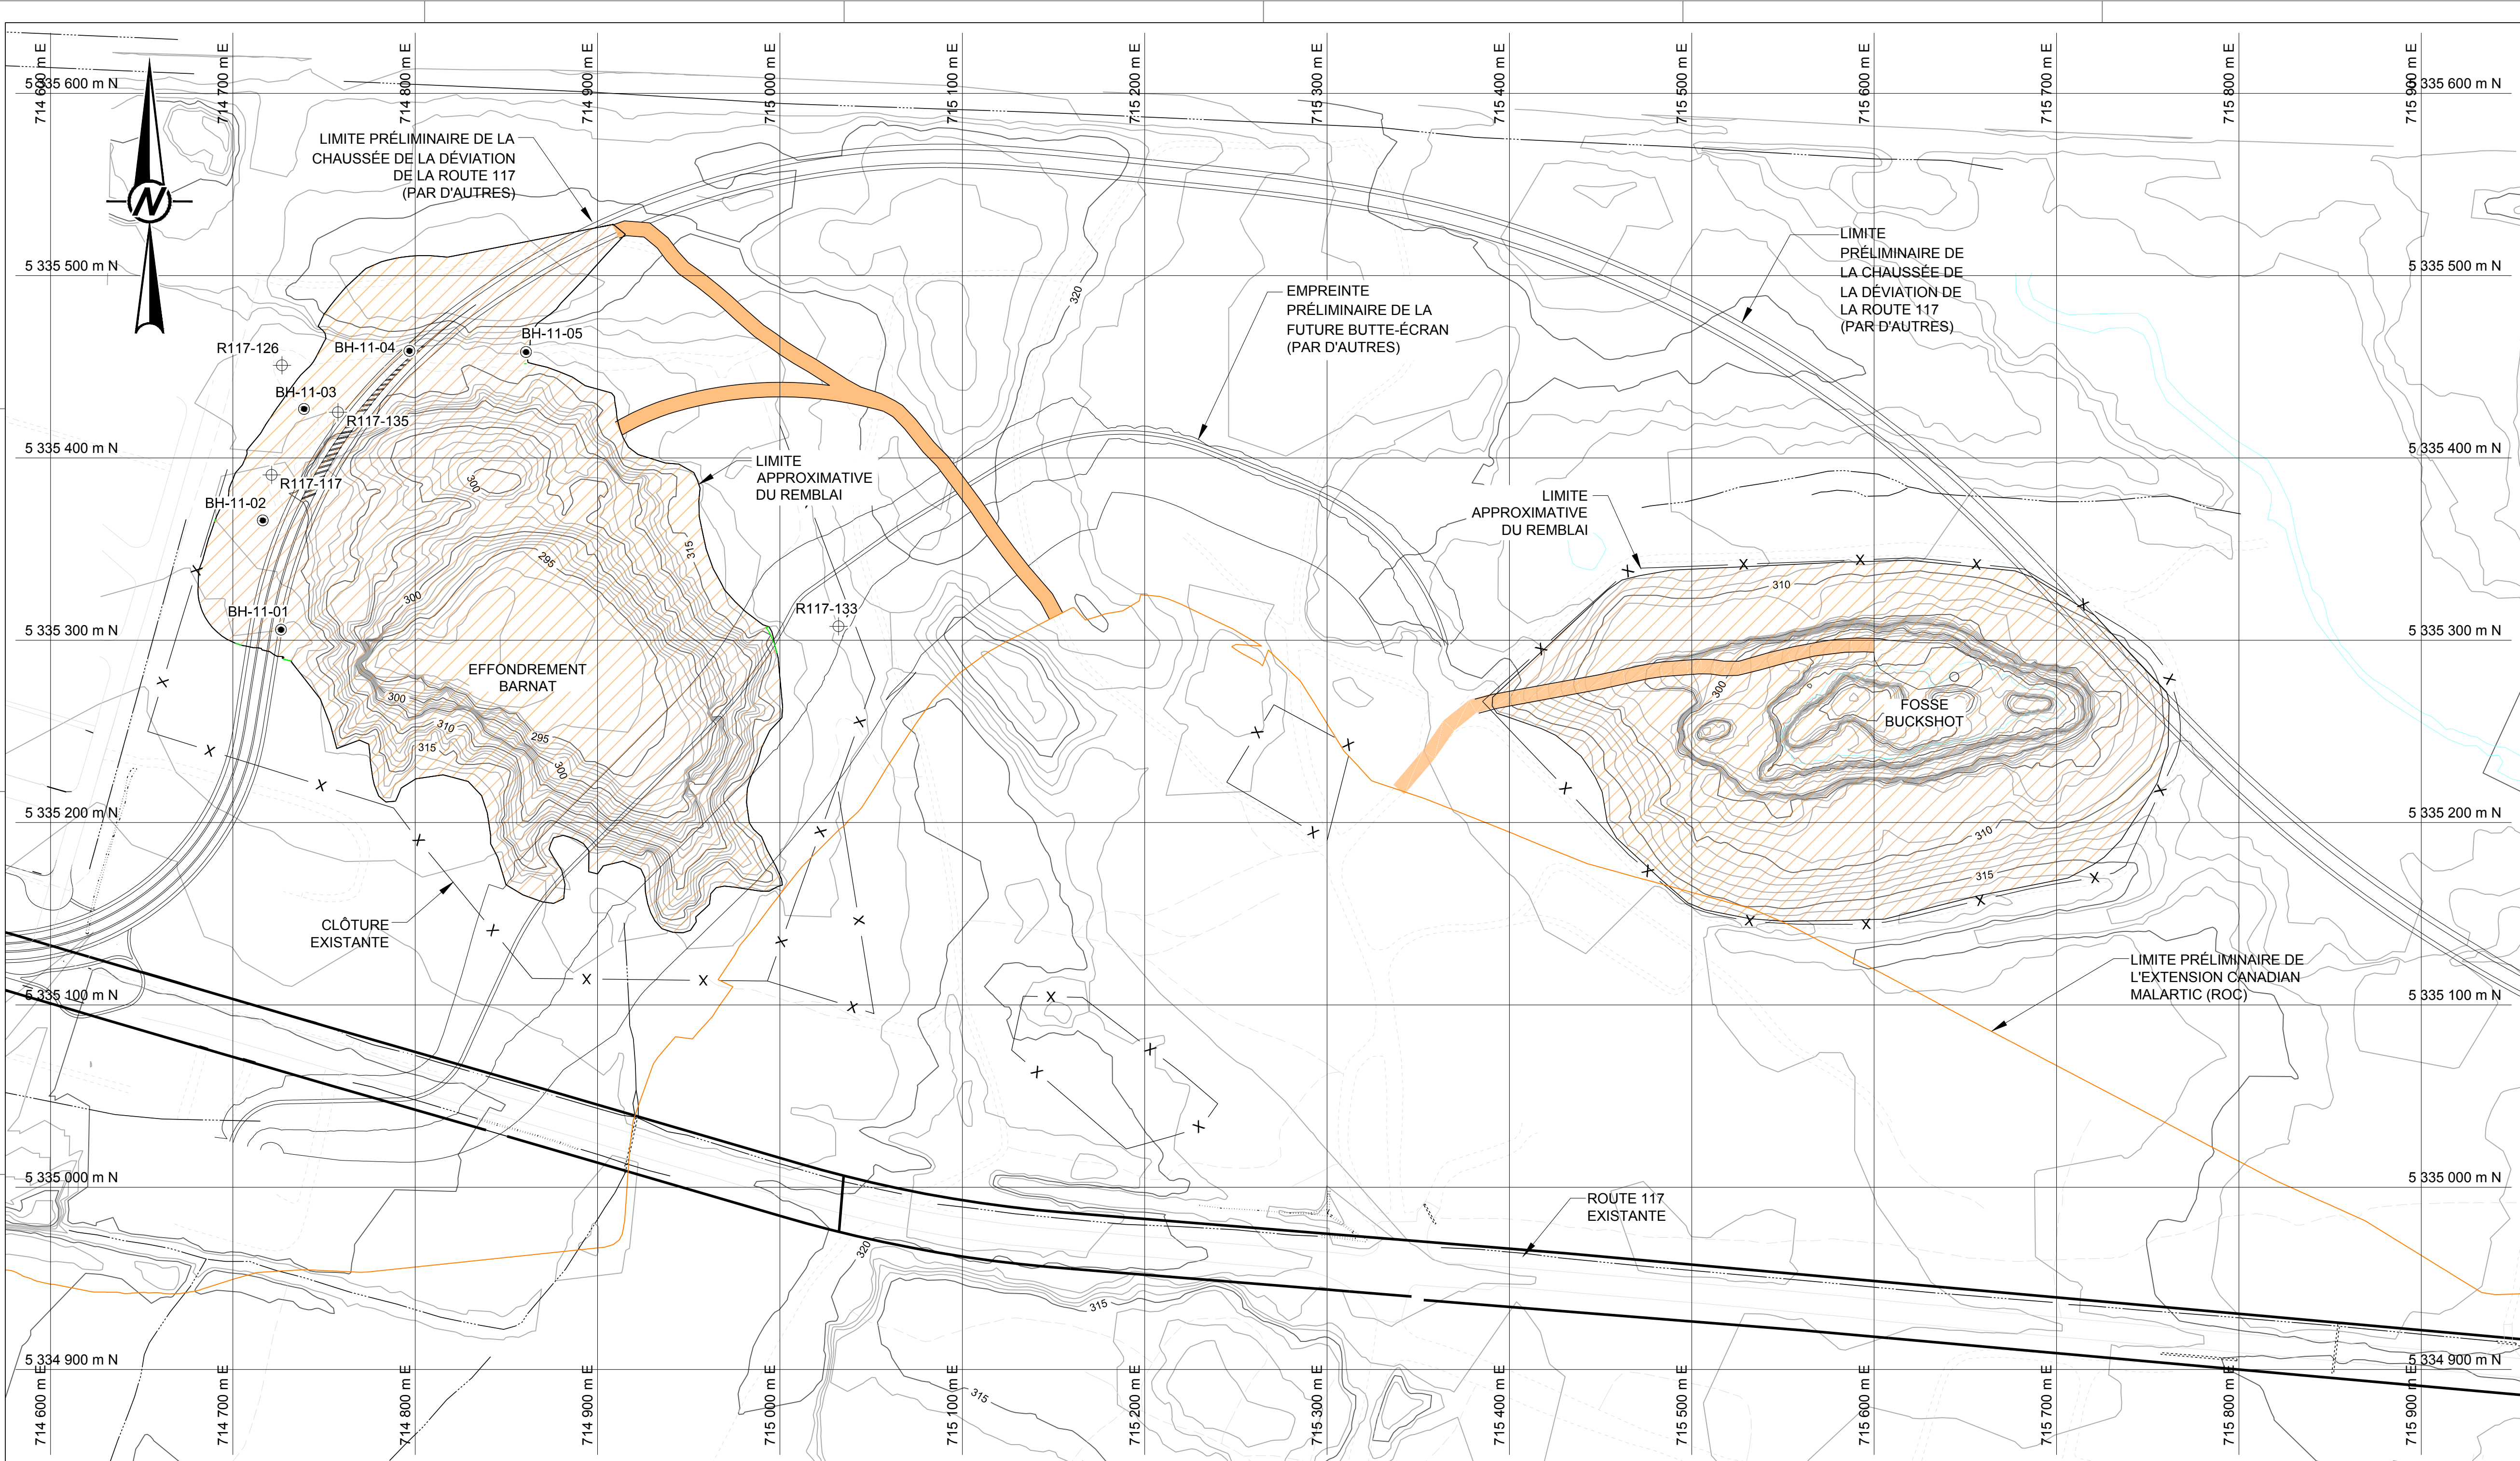 714 600 m E
714 700 m E
714 800 m E
714 900 m E
715 000 m E
715 100 m E
715 200 m E
715 300 m E
715 400 m E
715 500 m E
715 600 m E
715 700 m E
715 800 m E
715 900 m E
5 335 600 m N
5 335 600 m N
LIMITE PRÉLIMINAIRE DE LA
CHAUSSÉE DE LA DÉVIATION
DE LA ROUTE 117
(PAR D'AUTRES)
N
LIMITE
PRÉLIMINAIRE DE
LA CHAUSSÉE DE
LA DÉVIATION DE
LA ROUTE 117
(PAR D'AUTRES)
5 335 500 m N
5 335 500 m N
EMPREINTE
PRÉLIMINAIRE DE LA
FUTURE BUTTE-ÉCRAN
(PAR D'AUTRES)
320
BH-11-05
BH-11-04
R117-126
BH-11-03
R117-135
5 335 400 m N
5 335 400 m N
LIMITE
APPROXIMATIVE
DU REMBLAI
300
R117-117
BH-11-02
LIMITE
APPROXIMATIVE
DU REMBLAI
315
295
X
X
X
X
X
310
300
X
BH-11-01
R117-133
5 335 300 m N
5 335 300 m N
X
EFFONDREMENT
BARNAT
X
X
300
300
FOSSE
BUCKSHOT
310
X
X
X
295
315
X
300
X
X
X
X
5 335 200 m N
5 335 200 m N
X
X
X
310
X
315
X
X
CLÔTURE
EXISTANTE
X
X
X
X
X
LIMITE PRÉLIMINAIRE DE
L'EXTENSION CANADIAN
MALARTIC (ROC)
X
X
X
X
5 335 100 m N
5 335 100 m N
X
X
X
5 335 000 m N
5 335 000 m N
ROUTE 117
EXISTANTE
320
315
5 334 900 m N
5 334 900 m N
315
714 600 m E
714 700 m E
714 800 m E
714 900 m E
715 000 m E
715 100 m E
715 200 m E
715 300 m E
715 400 m E
715 500 m E
715 600 m E
715 700 m E
715 800 m E
715 900 m E